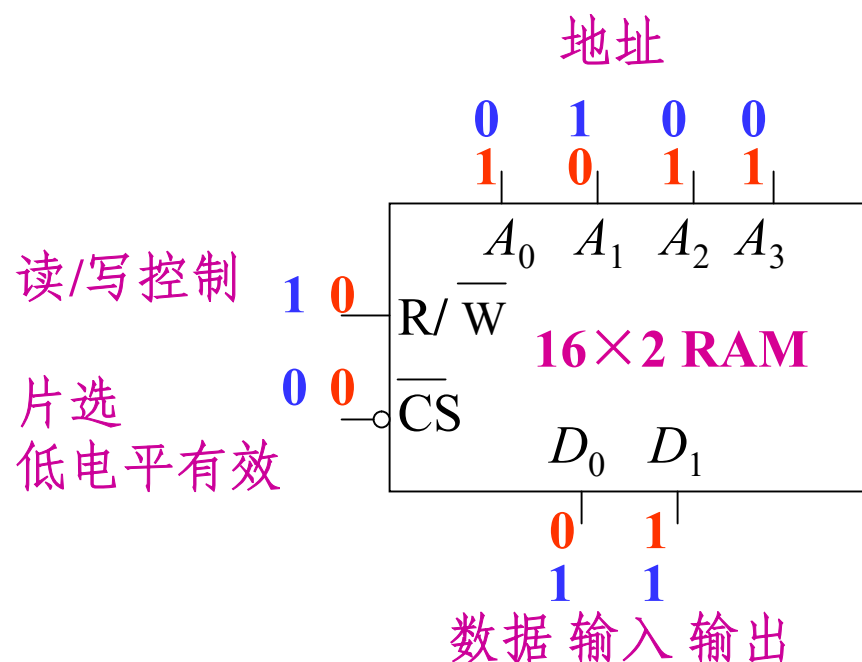 地址
0 1 0 0
1 0 1 1
A0 A1 A2 A3
读/写控制 1 0 R/ W̅
16×2 RAM
片选 0 0 C̅S̅
低电平有效
D0 D1
0 1
1 1
数据 输入 输出